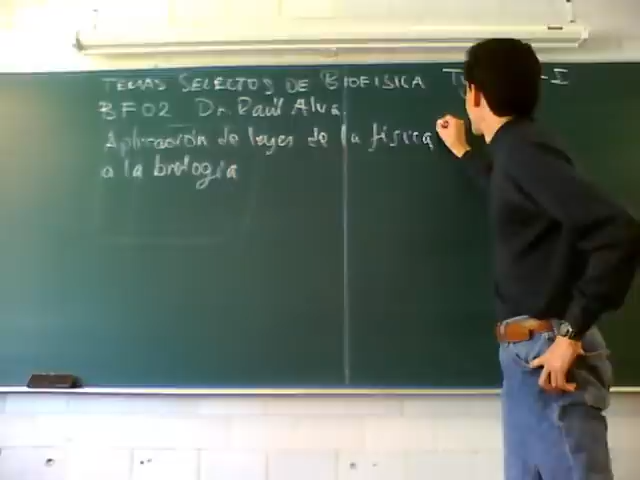 TEMAS SELECTOS DE BIOFISICA T I
BF02 Dr. Raúl Alva
Aplicación de leyes de la física
a la biología